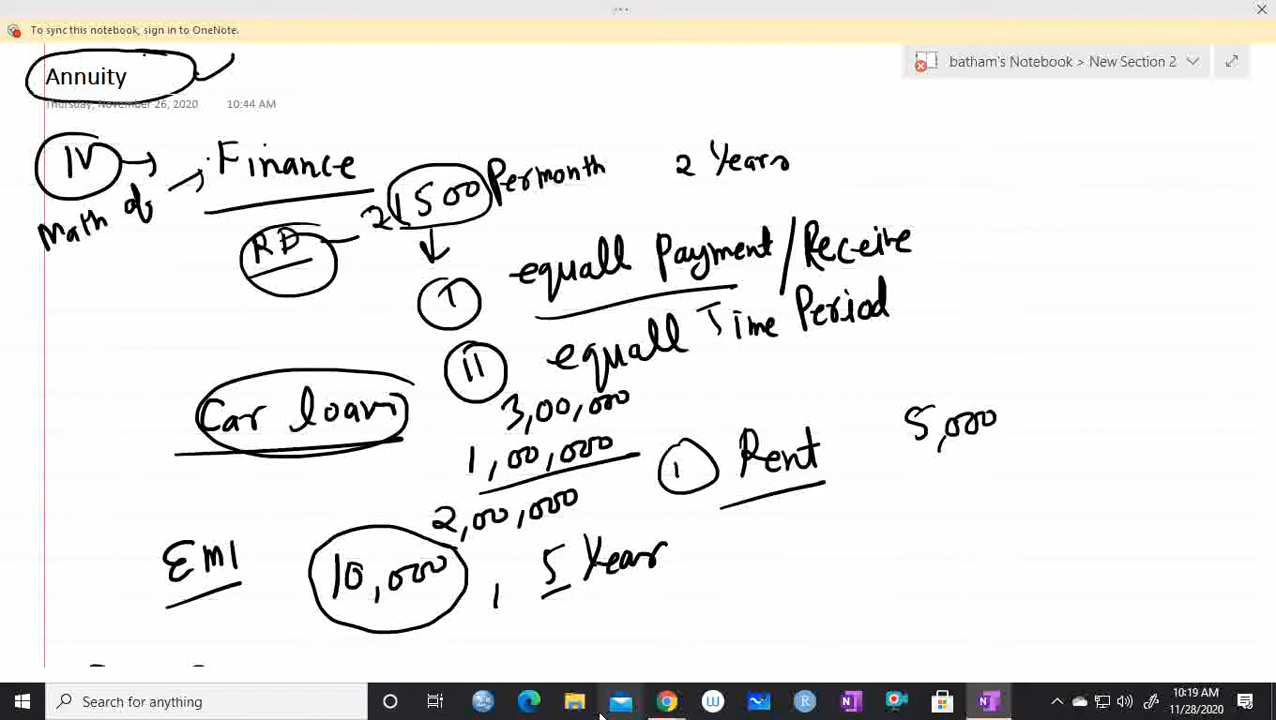 To sync this notebook, sign in to OneNote.
Annuity
batham's Notebook > New Section 2
Thursday, November 26, 2020 10:44 AM
IV Finance
Math of
1500 Per month 2 Years
RD
I equall Payment/Receive
II equall Time Period
Car loan
3,00,000
1,00,000
2,00,000
1 Rent 5,000
EMI 10,000, 5 Year
Search for anything
10:19 AM
11/28/2020